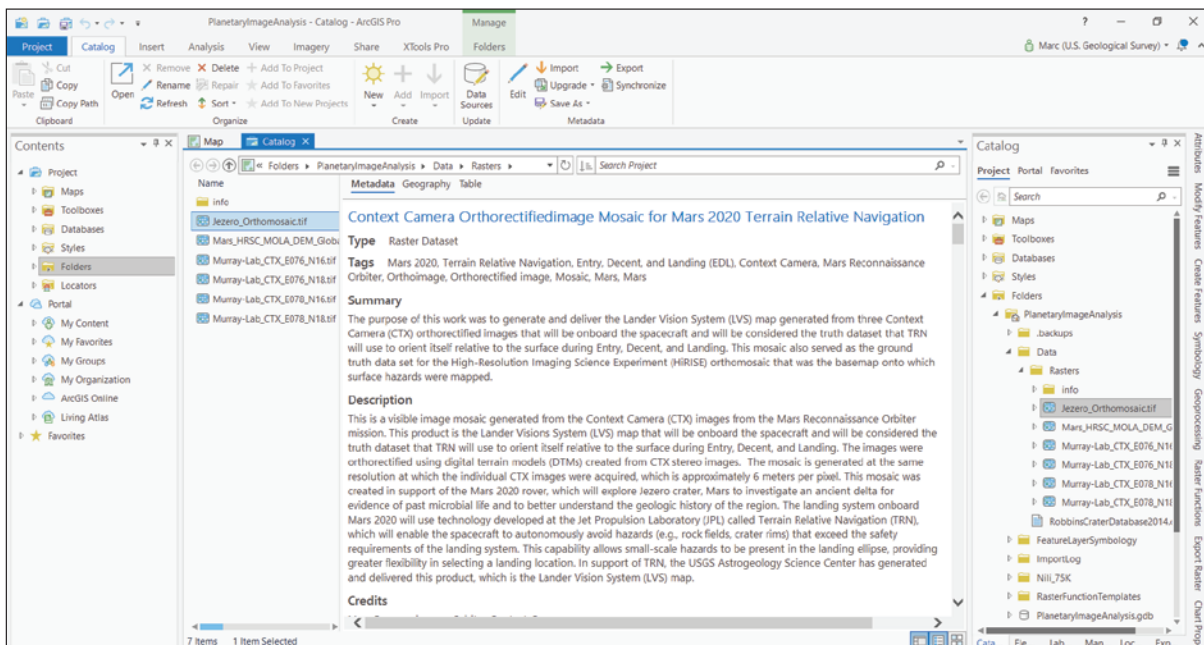 PlanetaryImageAnalysis - Catalog - ArcGIS Pro
Manage
?
Project Catalog Insert Analysis View Imagery Share XTools Pro Folders
Marc (U.S. Geological Survey)
Paste
Cut
Copy
Copy Path
Clipboard
Open
Remove Delete Add To Project
Rename Repair Add To Favorites
Refresh Sort Add To New Projects
Organize
New Add Import
Create
Data Sources
Update
Edit
Import Export
Upgrade Synchronize
Save As
Metadata
Contents
Project
Maps
Toolboxes
Databases
Styles
Folders
Locators
Portal
My Content
My Favorites
My Groups
My Organization
ArcGIS Online
Living Atlas
Favorites
Map Catalog
« Folders PlanetaryImageAnalysis Data Rasters
Search Project
Name
info
Jezero_Orthomosaic.tif
Mars_HRSC_MOLA_DEM_Globa
Murray-Lab_CTX_E076_N16.tif
Murray-Lab_CTX_E076_N18.tif
Murray-Lab_CTX_E078_N16.tif
Murray-Lab_CTX_E078_N18.tif
7 Items 1 Item Selected
Metadata Geography Table
Context Camera Orthorectifiedimage Mosaic for Mars 2020 Terrain Relative Navigation
Type Raster Dataset
Tags Mars 2020, Terrain Relative Navigation, Entry, Decent, and Landing (EDL), Context Camera, Mars Reconnaissance
Orbiter, Orthoimage, Orthorectified image, Mosaic, Mars, Mars
Summary
The purpose of this work was to generate and deliver the Lander Vision System (LVS) map generated from three Context
Camera (CTX) orthorectified images that will be onboard the spacecraft and will be considered the truth dataset that TRN
will use to orient itself relative to the surface during Entry, Decent, and Landing. This mosaic also served as the ground
truth data set for the High-Resolution Imaging Science Experiment (HiRISE) orthomosaic that was the basemap onto which
surface hazards were mapped.
Description
This is a visible image mosaic generated from the Context Camera (CTX) images from the Mars Reconnaissance Orbiter
mission. This product is the Lander Visions System (LVS) map that will be onboard the spacecraft and will be considered the
truth dataset that TRN will use to orient itself relative to the surface during Entry, Decent, and Landing. The images were
orthorectified using digital terrain models (DTMs) created from CTX stereo images. The mosaic is generated at the same
resolution at which the individual CTX images were acquired, which is approximately 6 meters per pixel. This mosaic was
created in support of the Mars 2020 rover, which will explore Jezero crater, Mars to investigate an ancient delta for
evidence of past microbial life and to better understand the geologic history of the region. The landing system onboard
Mars 2020 will use technology developed at the Jet Propulsion Laboratory (JPL) called Terrain Relative Navigation (TRN),
which will enable the spacecraft to autonomously avoid hazards (e.g., rock fields, crater rims) that exceed the safety
requirements of the landing system. This capability allows small-scale hazards to be present in the landing ellipse, providing
greater flexibility in selecting a landing location. In support of TRN, the USGS Astrogeology Science Center has generated
and delivered this product, which is the Lander Vision System (LVS) map.
Credits
Catalog
Project Portal Favorites
Search
Maps
Toolboxes
Databases
Styles
Folders
PlanetaryImageAnalysis
.backups
Data
Rasters
info
Jezero_Orthomosaic.tif
Mars_HRSC_MOLA_DEM_G
Murray-Lab_CTX_E076_N16
Murray-Lab_CTX_E076_N18
Murray-Lab_CTX_E078_N16
Murray-Lab_CTX_E078_N18
RobbinsCraterDatabase2014.
FeatureLayerSymbology
ImportLog
Nili_75K
RasterFunctionTemplates
PlanetaryImageAnalysis.gdb
Cata... Ele... Lab... Map... Loc... Exp...
Attributes
Modify Features
Create Features
Symbology
Geoprocessing
Raster Functions
Export Raster
Chart Prop